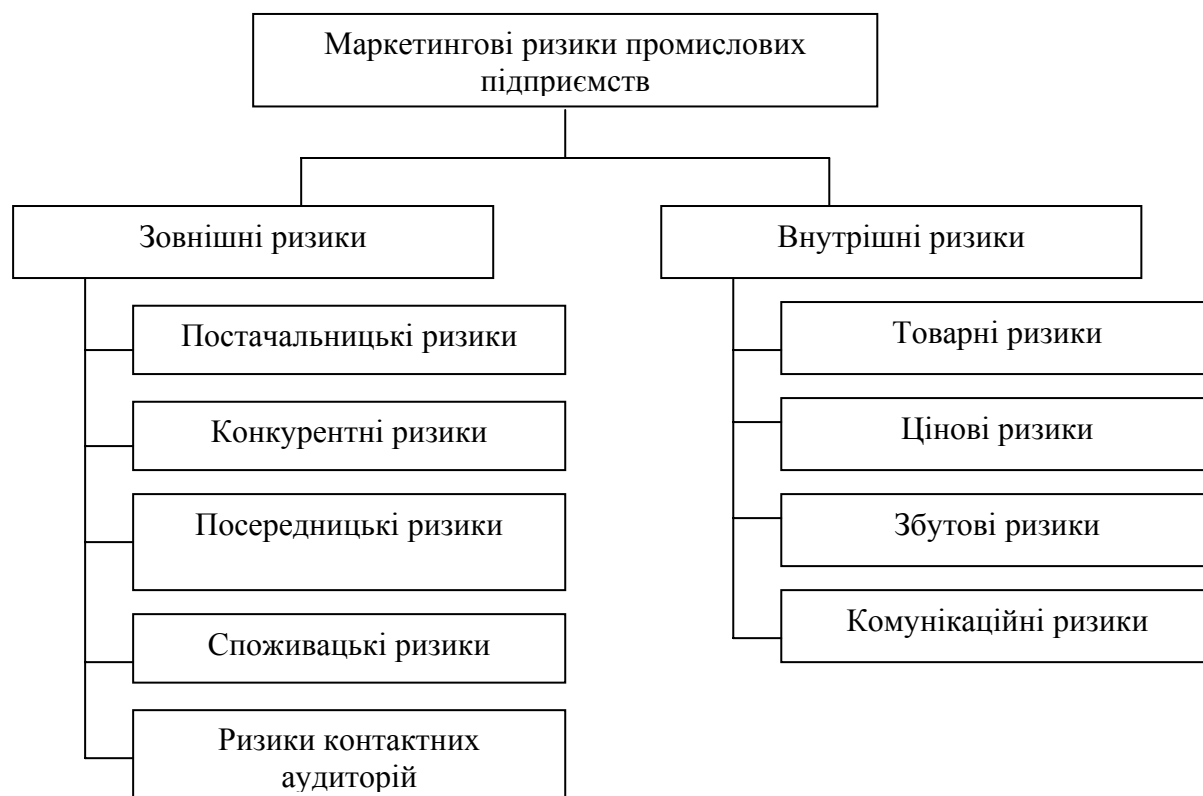 Маркетингові ризики промислових
підприємств
Зовнішні ризики
Постачальницькі ризики
Конкурентні ризики
Посередницькі ризики
Споживацькі ризики
Ризики контактних
аудиторій
Внутрішні ризики
Товарні ризики
Цінові ризики
Збутові ризики
Комунікаційні ризики